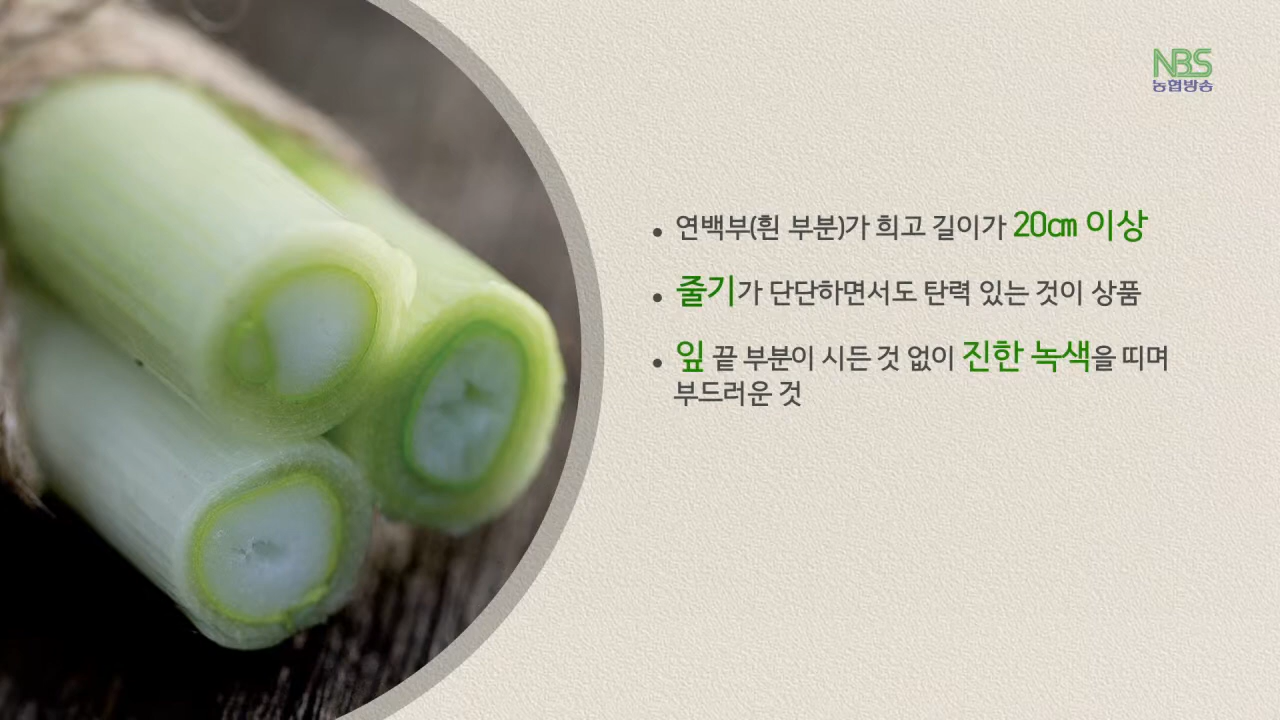 NBS
농협방송
• 연백부(흰 부분)가 희고 길이가 20cm 이상
• 줄기가 단단하면서도 탄력 있는 것이 상품
• 잎 끝 부분이 시든 것 없이 진한 녹색을 띠며
부드러운 것